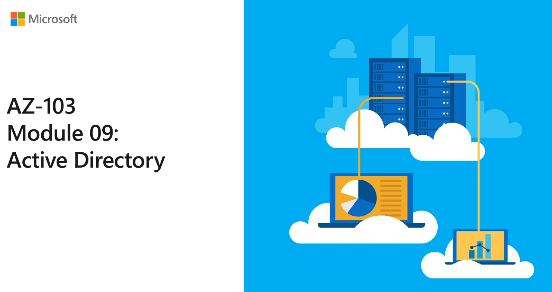 Microsoft
AZ-103
Module 09:
Active Directory